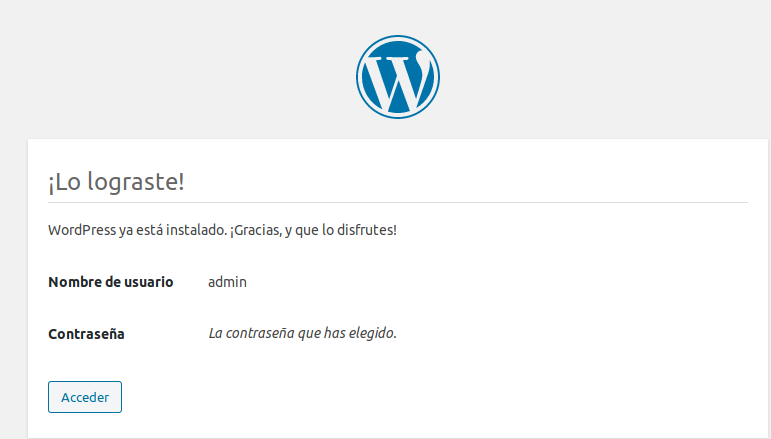 ¡Lo lograste!
WordPress ya está instalado. ¡Gracias, y que lo disfrutes!
Nombre de usuario admin
Contraseña La contraseña que has elegido.
Acceder